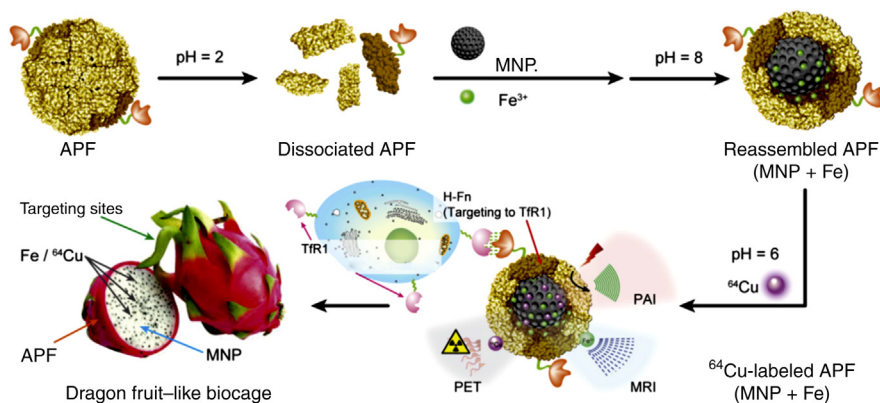 pH = 2
MNP.
Fe³⁺
pH = 8
APF
Dissociated APF
Reassembled APF
(MNP + Fe)
Targeting sites
Fe / ⁶⁴Cu
APF
MNP
Dragon fruit–like biocage
TfR1
H-Fn
(Targeting to TfR1)
PAI
PET
MRI
pH = 6
⁶⁴Cu
⁶⁴Cu-labeled APF
(MNP + Fe)